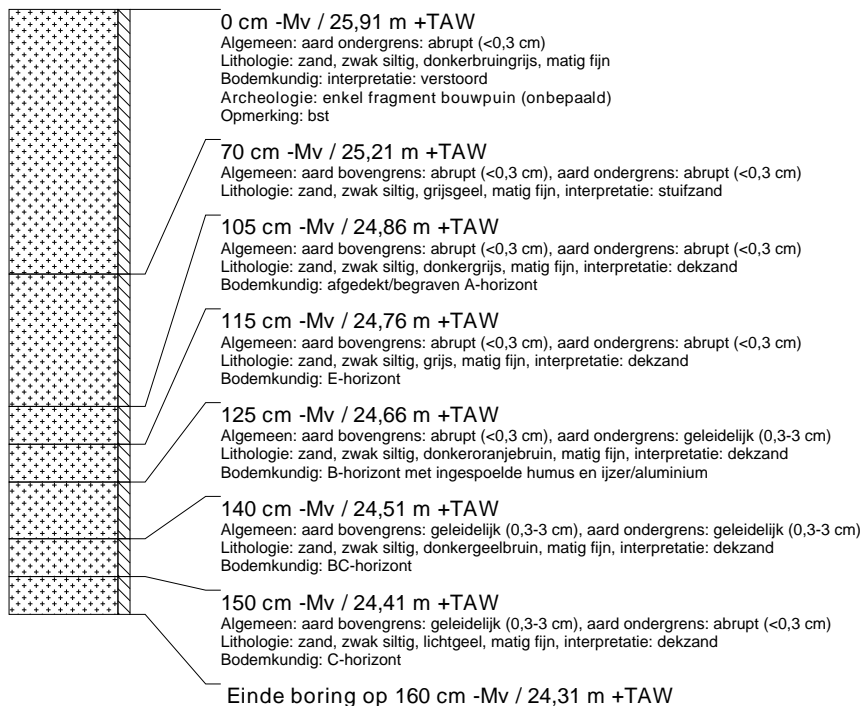 0 cm -Mv / 25,91 m +TAW
Algemeen: aard ondergrens: abrupt (<0,3 cm)
Lithologie: zand, zwak siltig, donkerbruingrijs, matig fijn
Bodemkundig: interpretatie: verstoord
Archeologie: enkel fragment bouwpuin (onbepaald)
Opmerking: bst
70 cm -Mv / 25,21 m +TAW
Algemeen: aard bovengrens: abrupt (<0,3 cm), aard ondergrens: abrupt (<0,3 cm)
Lithologie: zand, zwak siltig, grijsgeel, matig fijn, interpretatie: stuifzand
105 cm -Mv / 24,86 m +TAW
Algemeen: aard bovengrens: abrupt (<0,3 cm), aard ondergrens: abrupt (<0,3 cm)
Lithologie: zand, zwak siltig, donkergrijs, matig fijn, interpretatie: dekzand
Bodemkundig: afgedekt/begraven A-horizont
115 cm -Mv / 24,76 m +TAW
Algemeen: aard bovengrens: abrupt (<0,3 cm), aard ondergrens: abrupt (<0,3 cm)
Lithologie: zand, zwak siltig, grijs, matig fijn, interpretatie: dekzand
Bodemkundig: E-horizont
125 cm -Mv / 24,66 m +TAW
Algemeen: aard bovengrens: abrupt (<0,3 cm), aard ondergrens: geleidelijk (0,3-3 cm)
Lithologie: zand, zwak siltig, donkeroranjebruin, matig fijn, interpretatie: dekzand
Bodemkundig: B-horizont met ingespoelde humus en ijzer/aluminium
140 cm -Mv / 24,51 m +TAW
Algemeen: aard bovengrens: geleidelijk (0,3-3 cm), aard ondergrens: geleidelijk (0,3-3 cm)
Lithologie: zand, zwak siltig, donkergeelbruin, matig fijn, interpretatie: dekzand
Bodemkundig: BC-horizont
150 cm -Mv / 24,41 m +TAW
Algemeen: aard bovengrens: geleidelijk (0,3-3 cm), aard ondergrens: abrupt (<0,3 cm)
Lithologie: zand, zwak siltig, lichtgeel, matig fijn, interpretatie: dekzand
Bodemkundig: C-horizont
Einde boring op 160 cm -Mv / 24,31 m +TAW